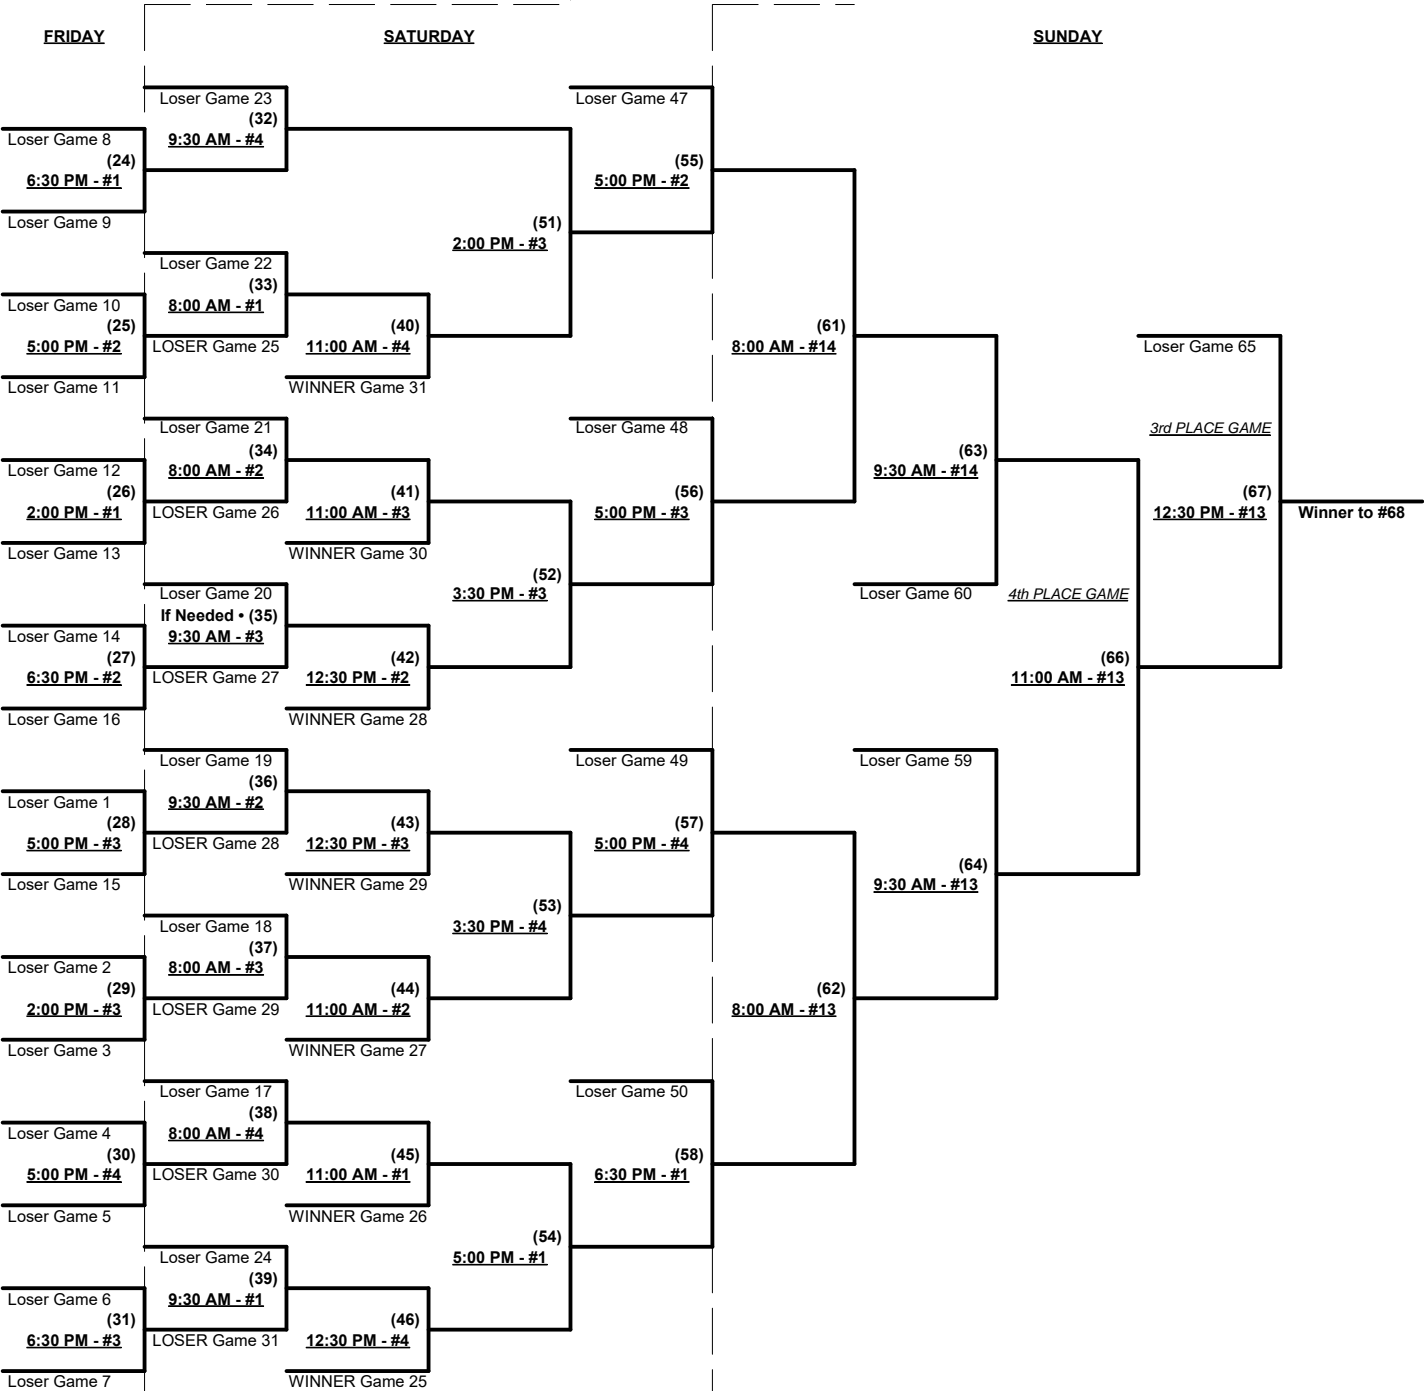 FRIDAY
SATURDAY
SUNDAY
Loser Game 23
(32)
9:30 AM - #4
Loser Game 47
Loser Game 8
(24)
6:30 PM - #1
Loser Game 9
(55)
5:00 PM - #2
(51)
2:00 PM - #3
Loser Game 22
(33)
8:00 AM - #1
LOSER Game 25
Loser Game 10
(25)
5:00 PM - #2
Loser Game 11
(40)
11:00 AM - #4
WINNER Game 31
(61)
8:00 AM - #14
Loser Game 65
3rd PLACE GAME
(67)
12:30 PM - #13
Winner to #68
Loser Game 21
(34)
8:00 AM - #2
LOSER Game 26
Loser Game 48
Loser Game 12
(26)
2:00 PM - #1
Loser Game 13
(41)
11:00 AM - #3
WINNER Game 30
(56)
5:00 PM - #3
(63)
9:30 AM - #14
Loser Game 60
4th PLACE GAME
(52)
3:30 PM - #3
Loser Game 20
If Needed • (35)
9:30 AM - #3
LOSER Game 27
Loser Game 14
(27)
6:30 PM - #2
Loser Game 16
(42)
12:30 PM - #2
WINNER Game 28
(66)
11:00 AM - #13
Loser Game 19
(36)
9:30 AM - #2
LOSER Game 28
Loser Game 49
Loser Game 59
Loser Game 1
(28)
5:00 PM - #3
Loser Game 15
(43)
12:30 PM - #3
WINNER Game 29
(57)
5:00 PM - #4
(64)
9:30 AM - #13
(53)
3:30 PM - #4
Loser Game 18
(37)
8:00 AM - #3
LOSER Game 29
Loser Game 2
(29)
2:00 PM - #3
Loser Game 3
(44)
11:00 AM - #2
WINNER Game 27
(62)
8:00 AM - #13
Loser Game 17
(38)
8:00 AM - #4
LOSER Game 30
Loser Game 50
Loser Game 4
(30)
5:00 PM - #4
Loser Game 5
(45)
11:00 AM - #1
WINNER Game 26
(58)
6:30 PM - #1
(54)
5:00 PM - #1
Loser Game 24
(39)
9:30 AM - #1
LOSER Game 31
Loser Game 6
(31)
6:30 PM - #3
Loser Game 7
(46)
12:30 PM - #4
WINNER Game 25